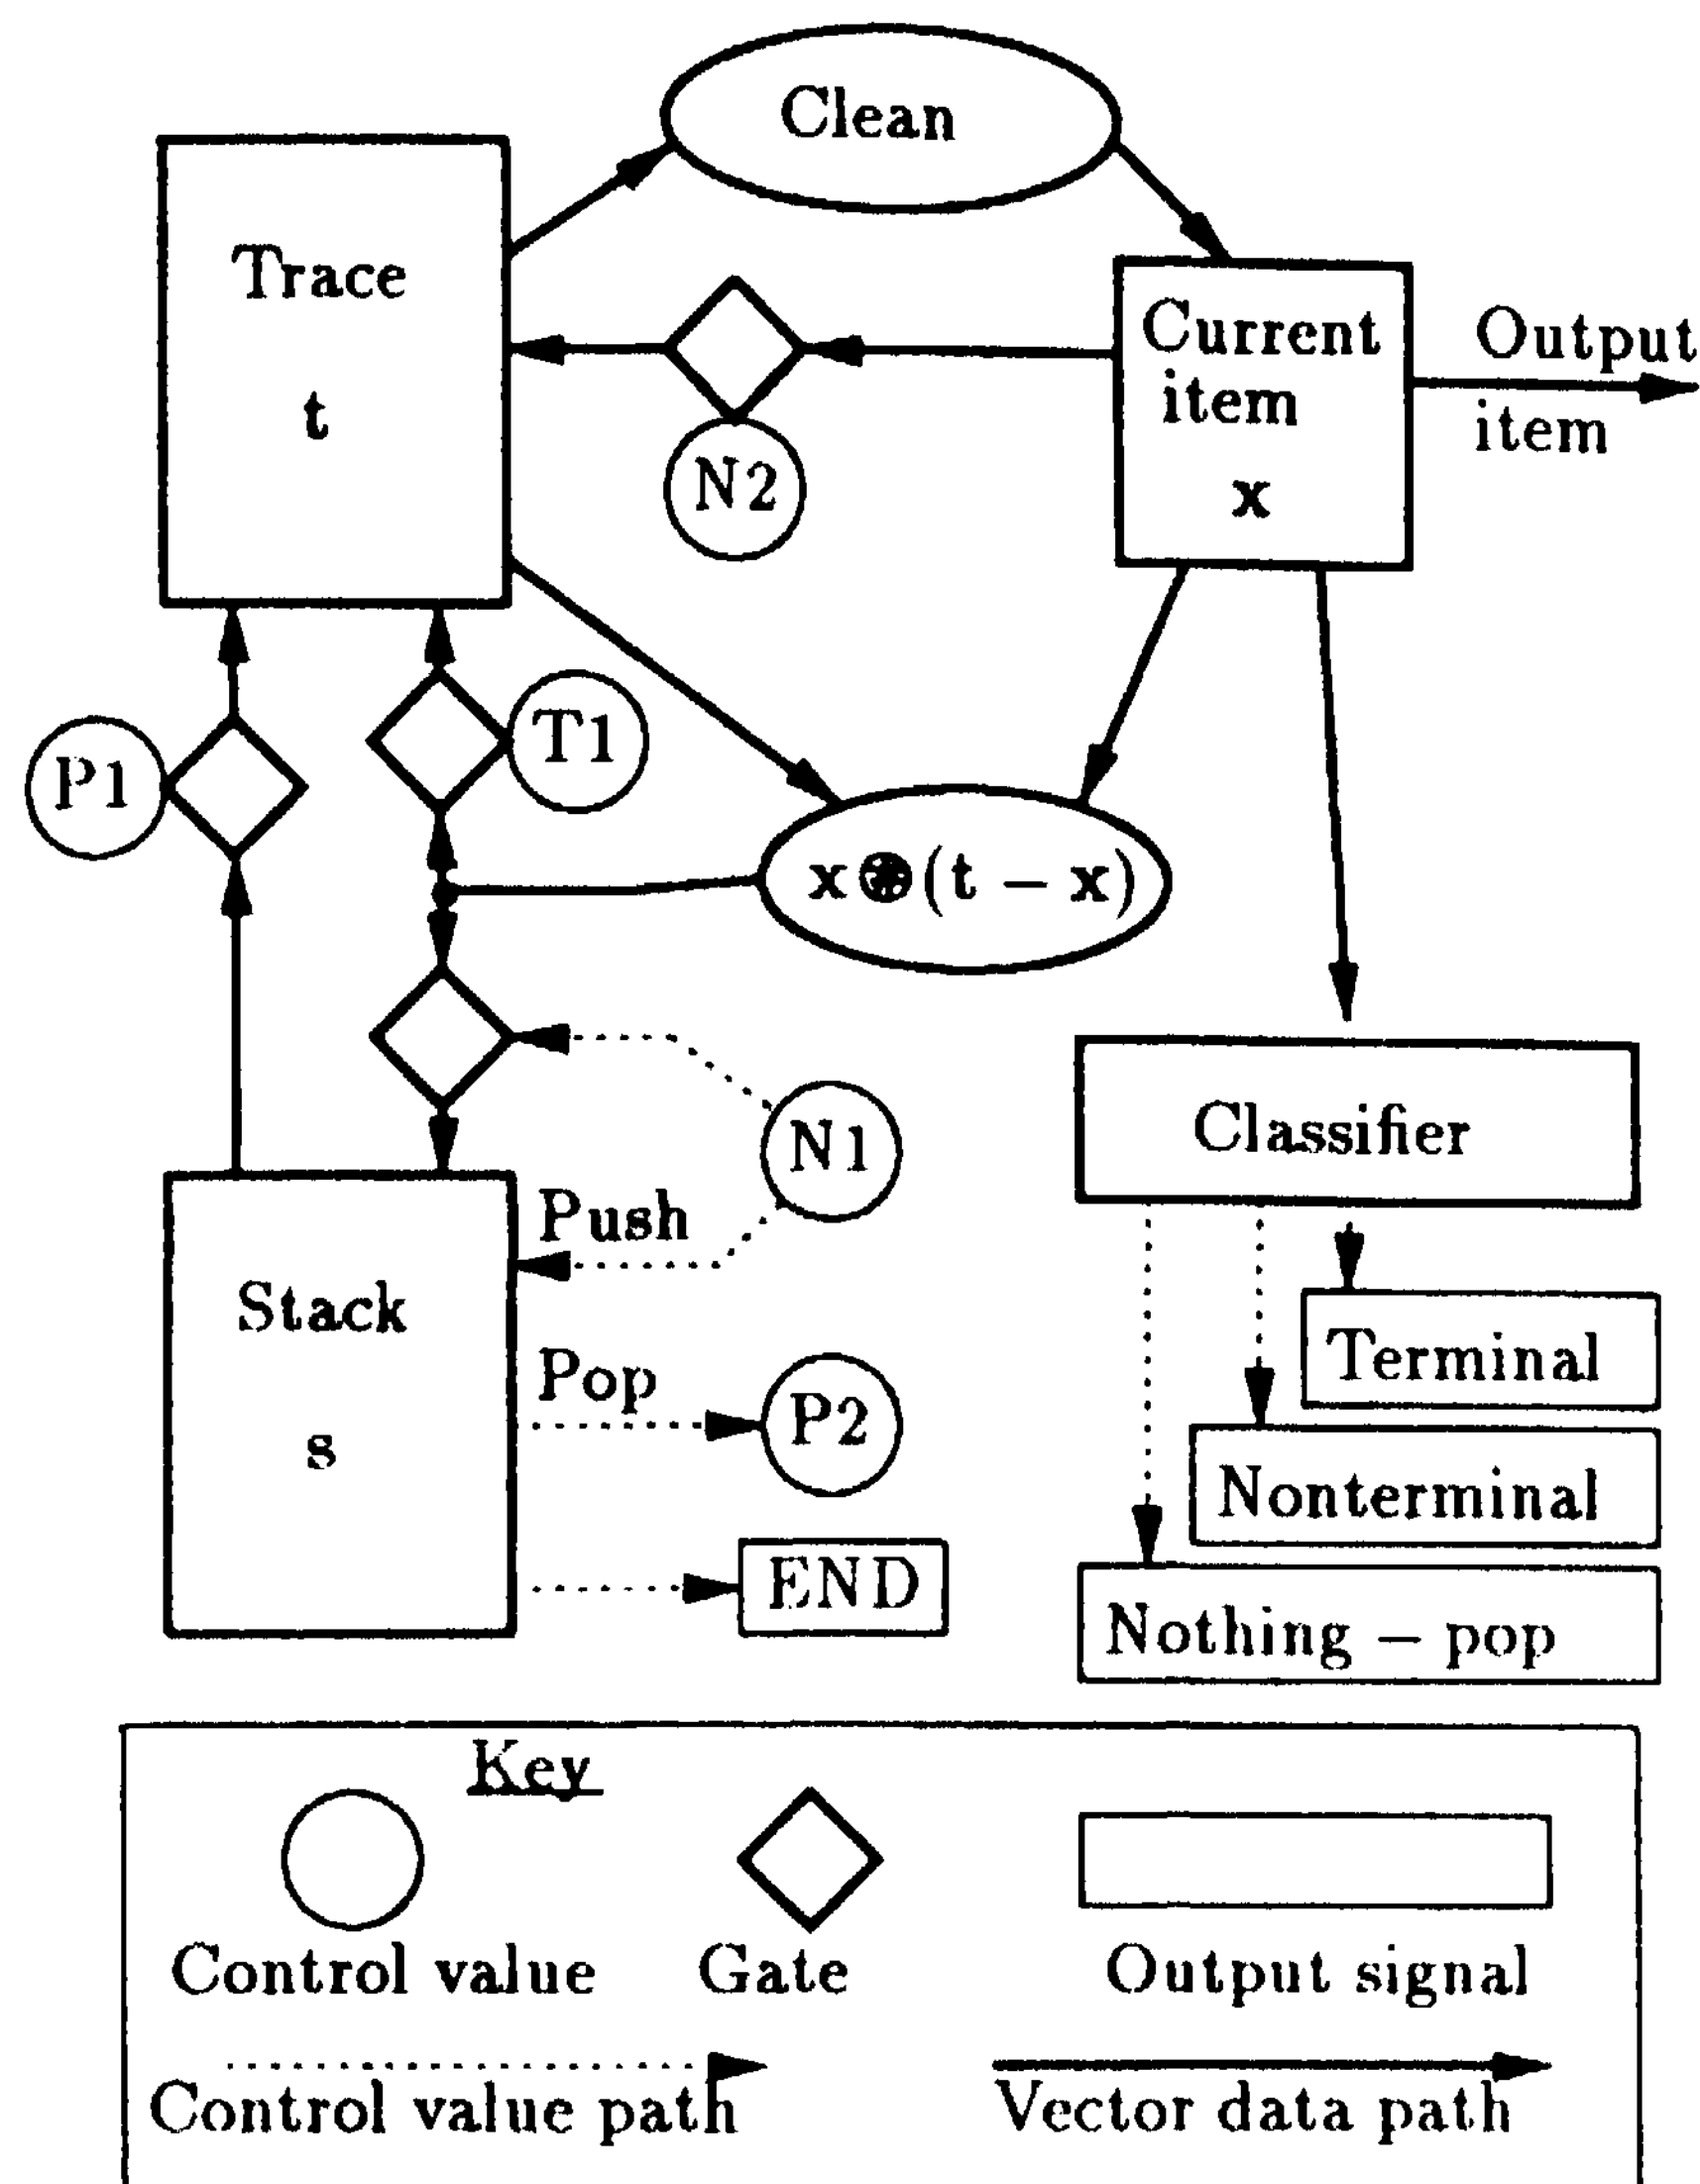 Clean
Trace
t
Current
item
x
Output
item
N2
P1
T1
x⊛(t − x)
N1
Push
Stack
s
Pop
P2
END
Classifier
Terminal
Nonterminal
Nothing – pop
Key
Control value
Gate
Output signal
Control value path
Vector data path